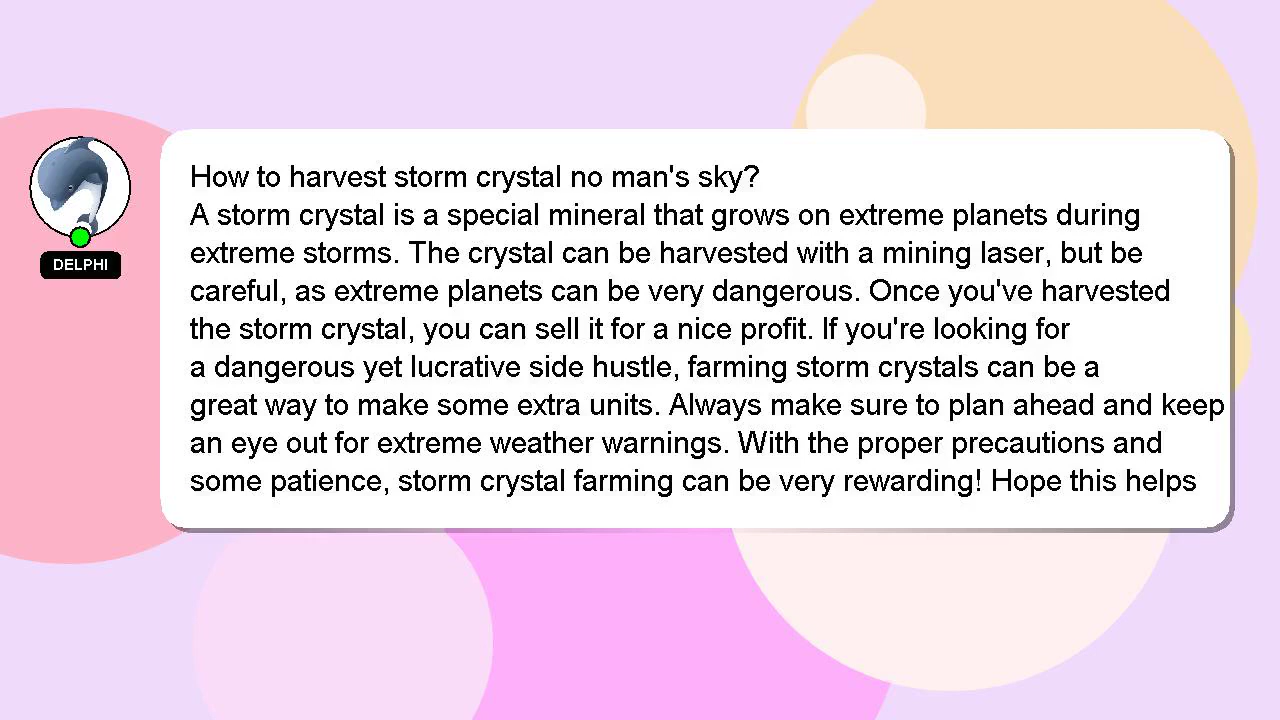 DELPHI
How to harvest storm crystal no man's sky?
A storm crystal is a special mineral that grows on extreme planets during
extreme storms. The crystal can be harvested with a mining laser, but be
careful, as extreme planets can be very dangerous. Once you've harvested
the storm crystal, you can sell it for a nice profit. If you're looking for
a dangerous yet lucrative side hustle, farming storm crystals can be a
great way to make some extra units. Always make sure to plan ahead and keep
an eye out for extreme weather warnings. With the proper precautions and
some patience, storm crystal farming can be very rewarding! Hope this helps